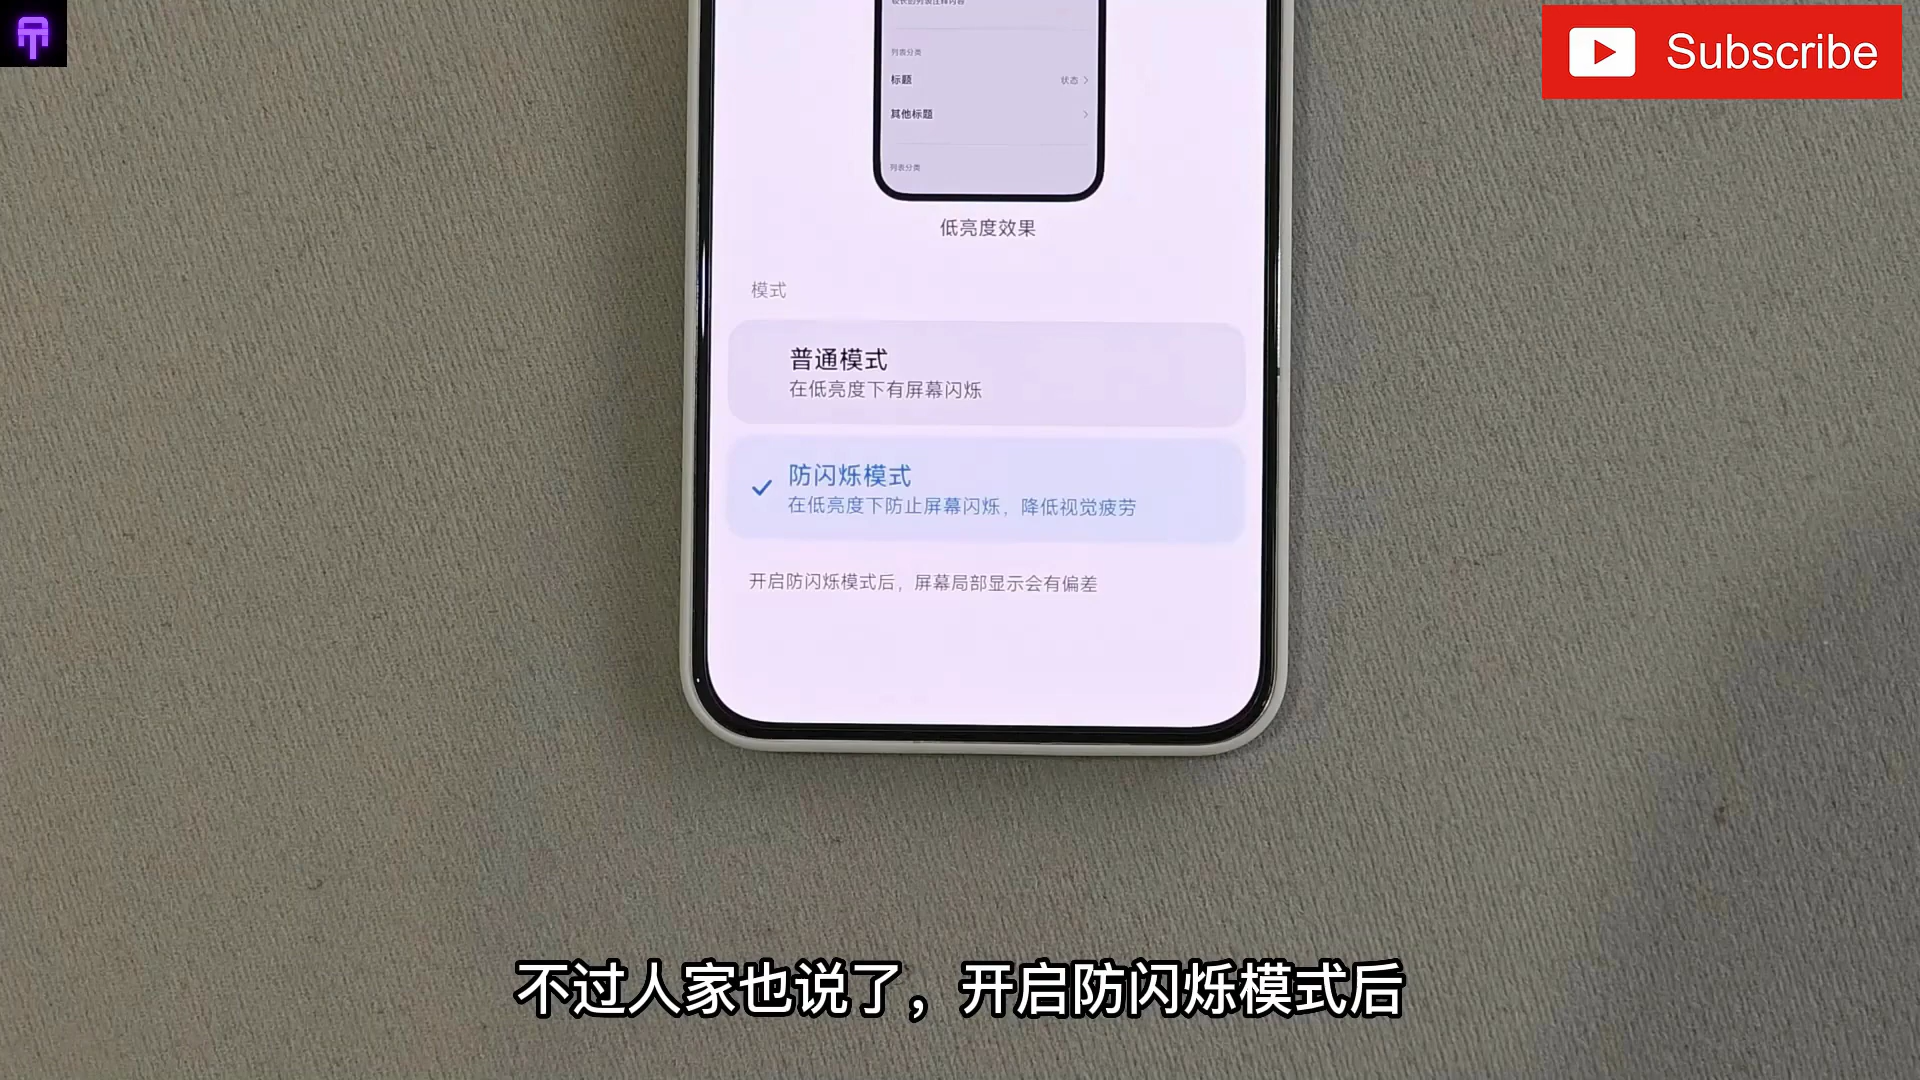 Subscribe
列表分类
标题
状态
其他标题
列表分类
低亮度效果
模式
普通模式
在低亮度下有屏幕闪烁
防闪烁模式
在低亮度下防止屏幕闪烁，降低视觉疲劳
开启防闪烁模式后，屏幕局部显示会有偏差
不过人家也说了，开启防闪烁模式后